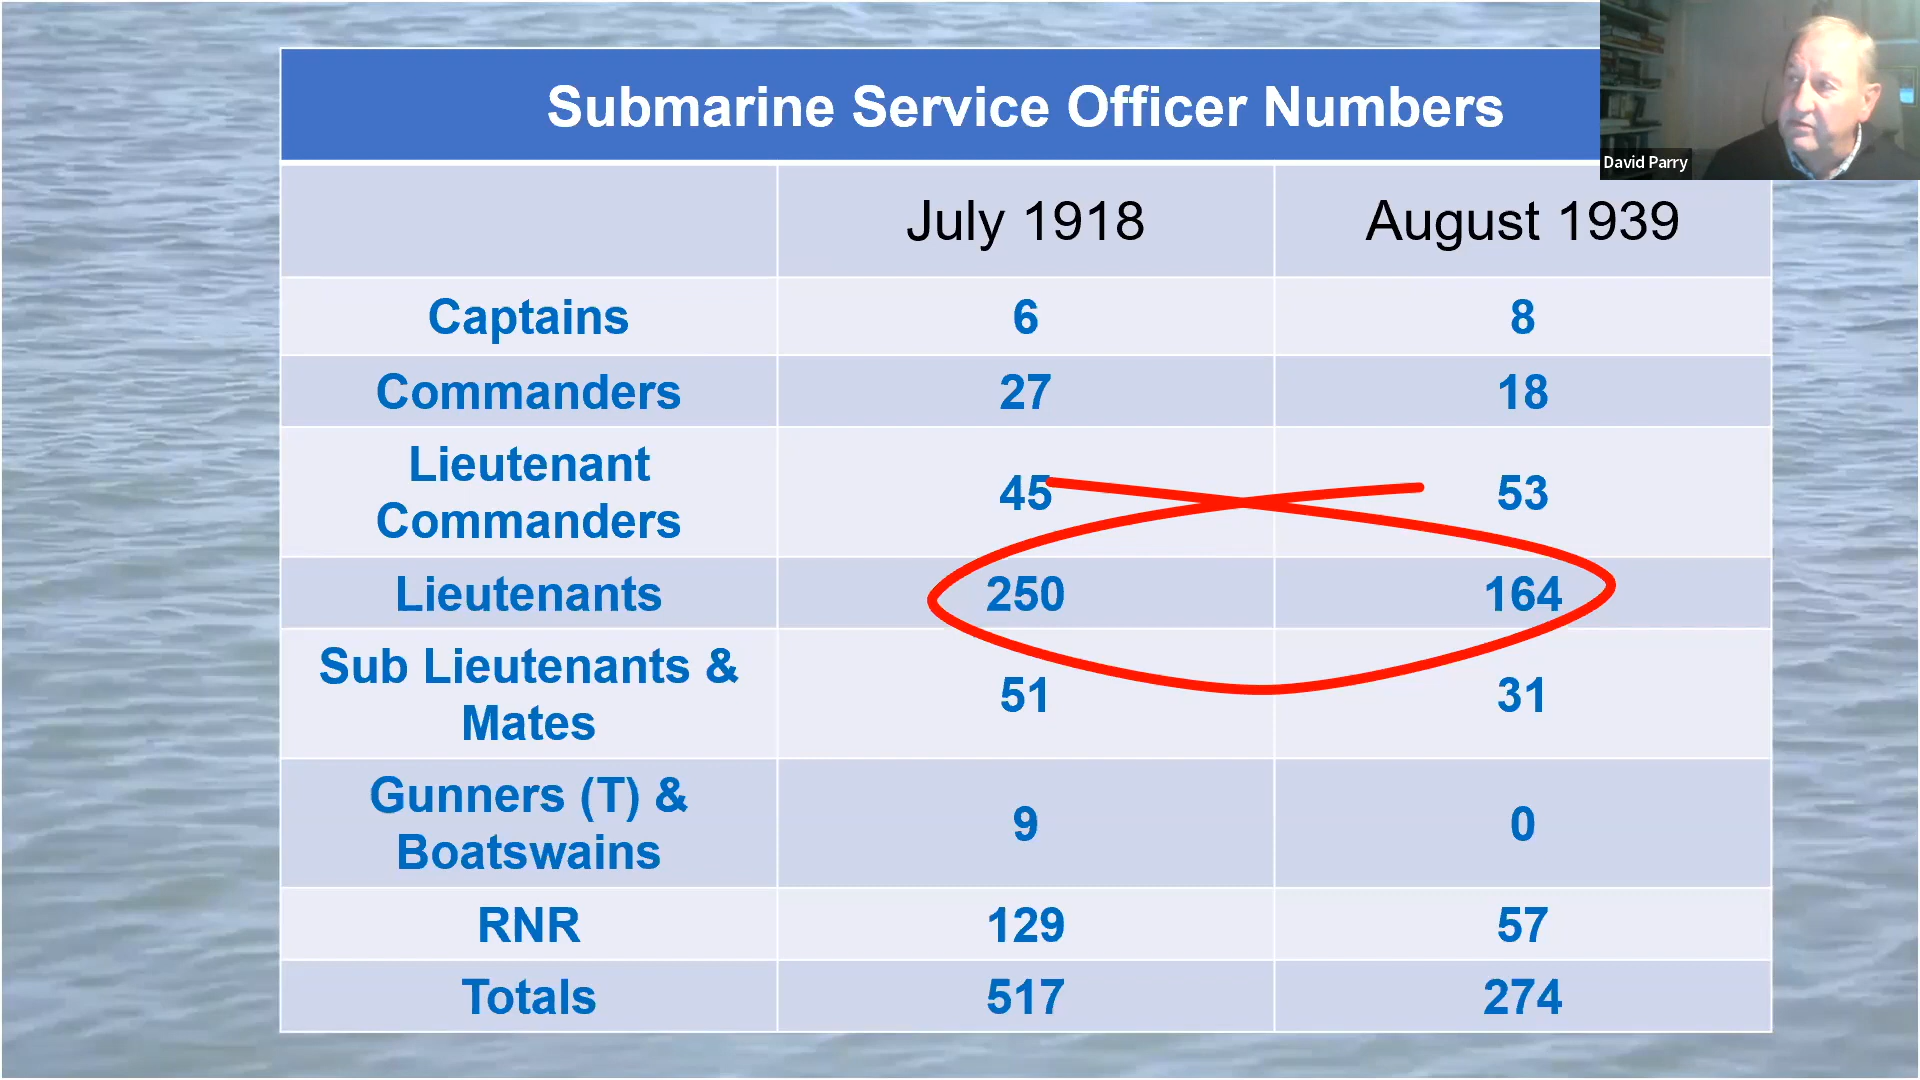 Submarine Service Officer Numbers
David Parry
July 1918 August 1939
Captains 6 8
Commanders 27 18
Lieutenant
Commanders 45 53
Lieutenants 250 164
Sub Lieutenants &
Mates 51 31
Gunners (T) &
Boatswains 9 0
RNR 129 57
Totals 517 274